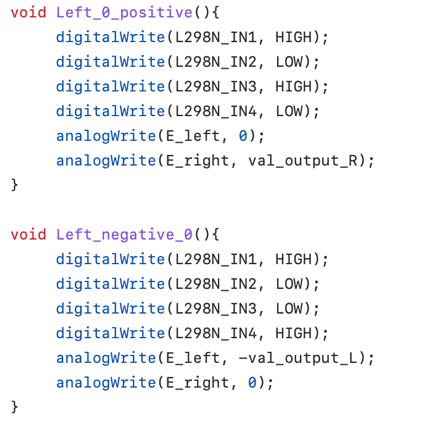 void Left_0_positive(){
     digitalWrite(L298N_IN1, HIGH);
     digitalWrite(L298N_IN2, LOW);
     digitalWrite(L298N_IN3, HIGH);
     digitalWrite(L298N_IN4, LOW);
     analogWrite(E_left, 0);
     analogWrite(E_right, val_output_R);
}

void Left_negative_0(){
     digitalWrite(L298N_IN1, HIGH);
     digitalWrite(L298N_IN2, LOW);
     digitalWrite(L298N_IN3, LOW);
     digitalWrite(L298N_IN4, HIGH);
     analogWrite(E_left, -val_output_L);
     analogWrite(E_right, 0);
}